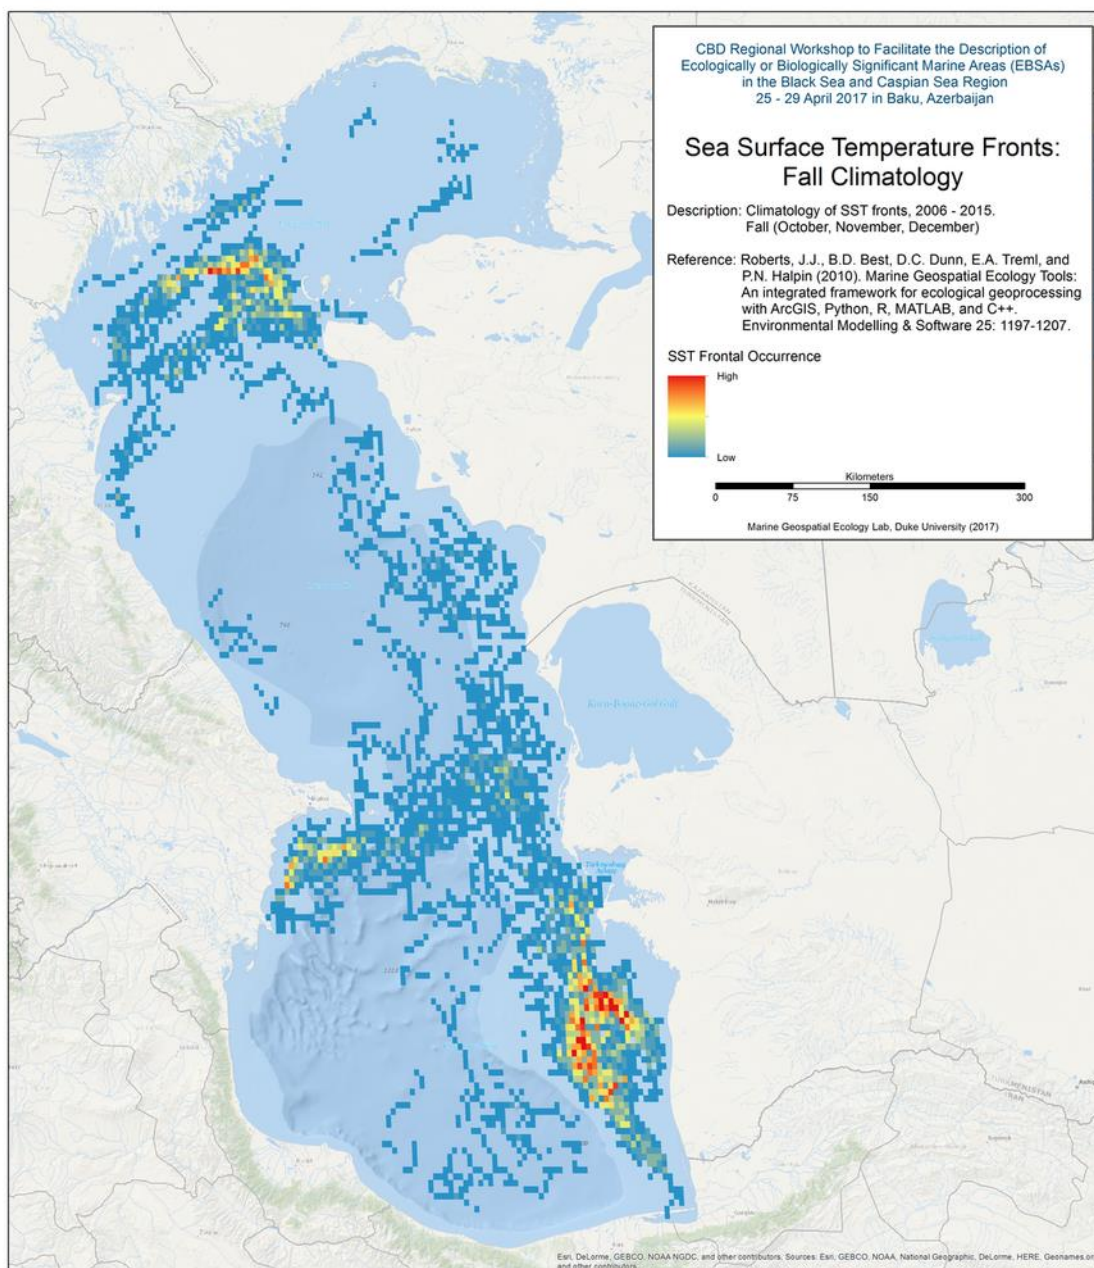 CBD Regional Workshop to Facilitate the Description of
Ecologically or Biologically Significant Marine Areas (EBSAs)
in the Black Sea and Caspian Sea Region
25 - 29 April 2017 in Baku, Azerbaijan
Sea Surface Temperature Fronts:
Fall Climatology
Description: Climatology of SST fronts, 2006 - 2015.
Fall (October, November, December)
Reference: Roberts, J.J., B.D. Best, D.C. Dunn, E.A. Treml, and
P.N. Halpin (2010). Marine Geospatial Ecology Tools:
An integrated framework for ecological geoprocessing
with ArcGIS, Python, R, MATLAB, and C++.
Environmental Modelling & Software 25: 1197-1207.
SST Frontal Occurrence
High
Low
Kilometers
0 75 150 300
Marine Geospatial Ecology Lab, Duke University (2017)
KAZAKHSTAN
TURKMENISTAN
TURKMENISTAN
IRAN
Esri, DeLorme, GEBCO, NOAA NGDC, and other contributors. Sources: Esri, GEBCO, NOAA, National Geographic, DeLorme, HERE, Geonames.or
and other contributors